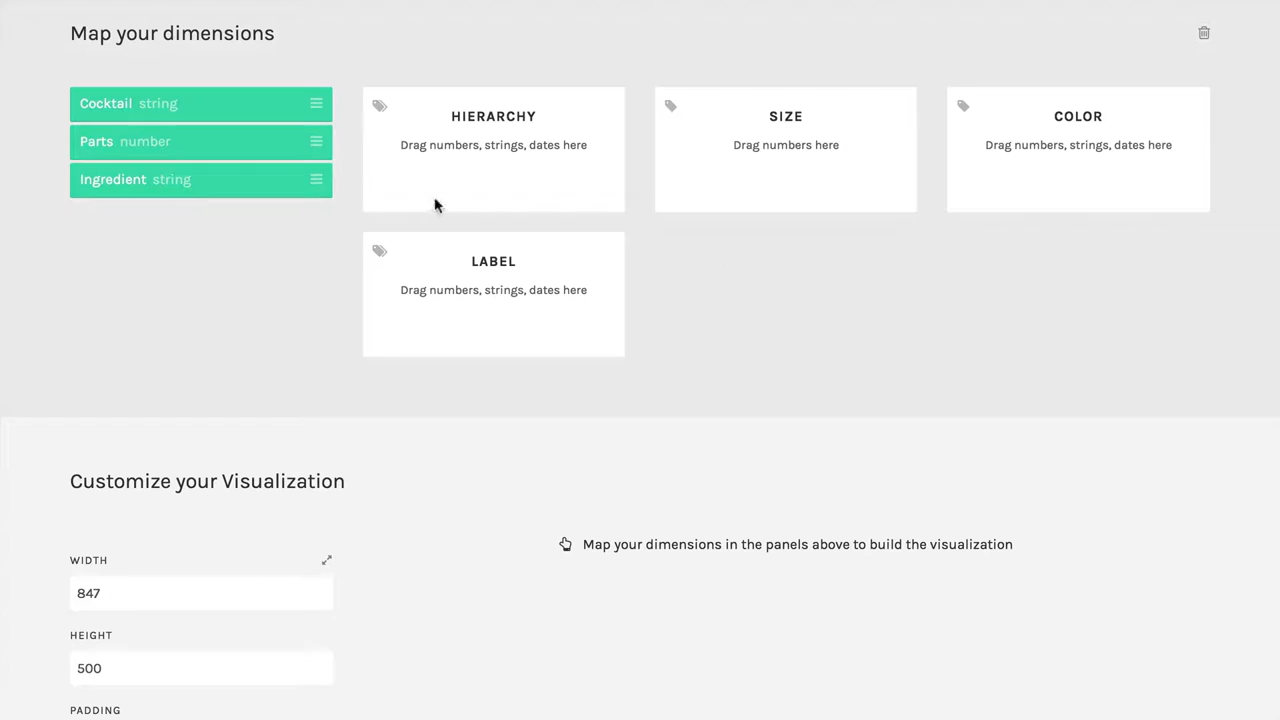 Map your dimensions
Cocktail string
Parts number
Ingredient string
HIERARCHY
Drag numbers, strings, dates here
SIZE
Drag numbers here
COLOR
Drag numbers, strings, dates here
LABEL
Drag numbers, strings, dates here
Customize your Visualization
Map your dimensions in the panels above to build the visualization
WIDTH
847
HEIGHT
500
PADDING